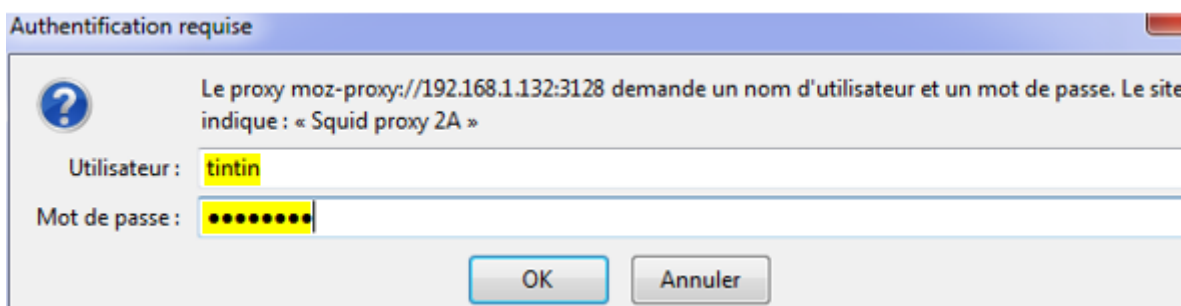 Authentification requise
Le proxy moz-proxy://192.168.1.132:3128 demande un nom d'utilisateur et un mot de passe. Le site
indique : « Squid proxy 2A »
Utilisateur : tintin
Mot de passe : ●●●●●●●●
OK Annuler